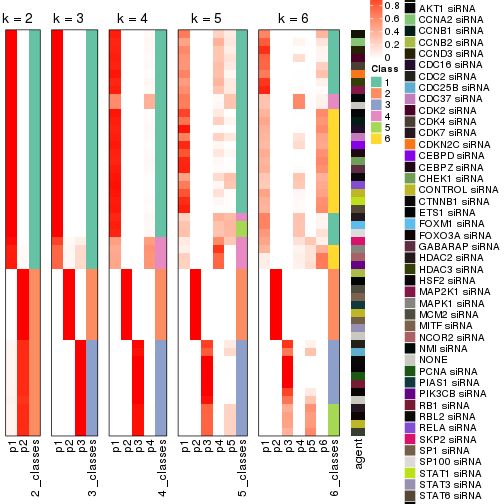 k = 2 k = 3 k = 4 k = 5 k = 6
0.8
0.6
0.4
0.2
0
Class
1
2
3
4
5
6
AKT1 siRNA
CCNA2 siRNA
CCNB1 siRNA
CCNB2 siRNA
CCND3 siRNA
CDC16 siRNA
CDC2 siRNA
CDC25B siRNA
CDC37 siRNA
CDK2 siRNA
CDK4 siRNA
CDK7 siRNA
CDKN2C siRNA
CEBPD siRNA
CEBPZ siRNA
CHEK1 siRNA
CONTROL siRNA
CTNNB1 siRNA
ETS1 siRNA
FOXM1 siRNA
FOXO3A siRNA
GABARAP siRNA
HDAC2 siRNA
HDAC3 siRNA
HSF2 siRNA
MAP2K1 siRNA
MAPK1 siRNA
MCM2 siRNA
MITF siRNA
NCOR2 siRNA
NMI siRNA
NONE
PCNA siRNA
PIAS1 siRNA
PIK3CB siRNA
RB1 siRNA
RBL2 siRNA
RELA siRNA
SKP2 siRNA
SP1 siRNA
SP100 siRNA
STAT1 siRNA
STAT3 siRNA
STAT6 siRNA
p1 p2 2_classes
p1 p2 p3 3_classes
p1 p2 p3 p4 4_classes
p1 p2 p3 p4 p5 5_classes
p1 p2 p3 p4 p5 p6 6_classes
agent